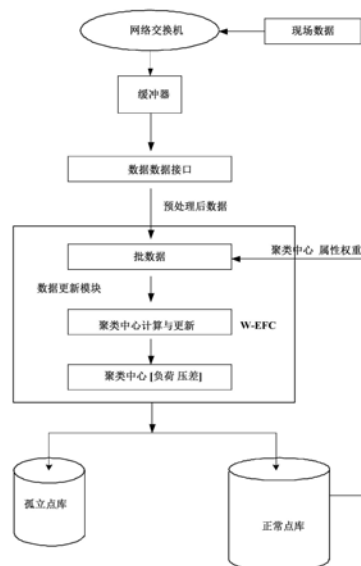 网络交换机
现场数据
缓冲器
数据数据接口
预处理后数据
批数据
聚类中心 属性权重
数据更新模块
聚类中心计算与更新
W-EFC
聚类中心 [负荷 压差]
孤立点库
正常点库